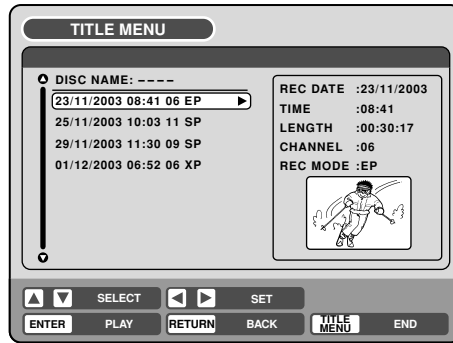 TITLE MENU
DISC NAME: ----
23/11/2003 08:41 06 EP
25/11/2003 10:03 11 SP
29/11/2003 11:30 09 SP
01/12/2003 06:52 06 XP
REC DATE :23/11/2003
TIME :08:41
LENGTH :00:30:17
CHANNEL :06
REC MODE :EP
SELECT SET
ENTER PLAY RETURN BACK TITLE MENU END